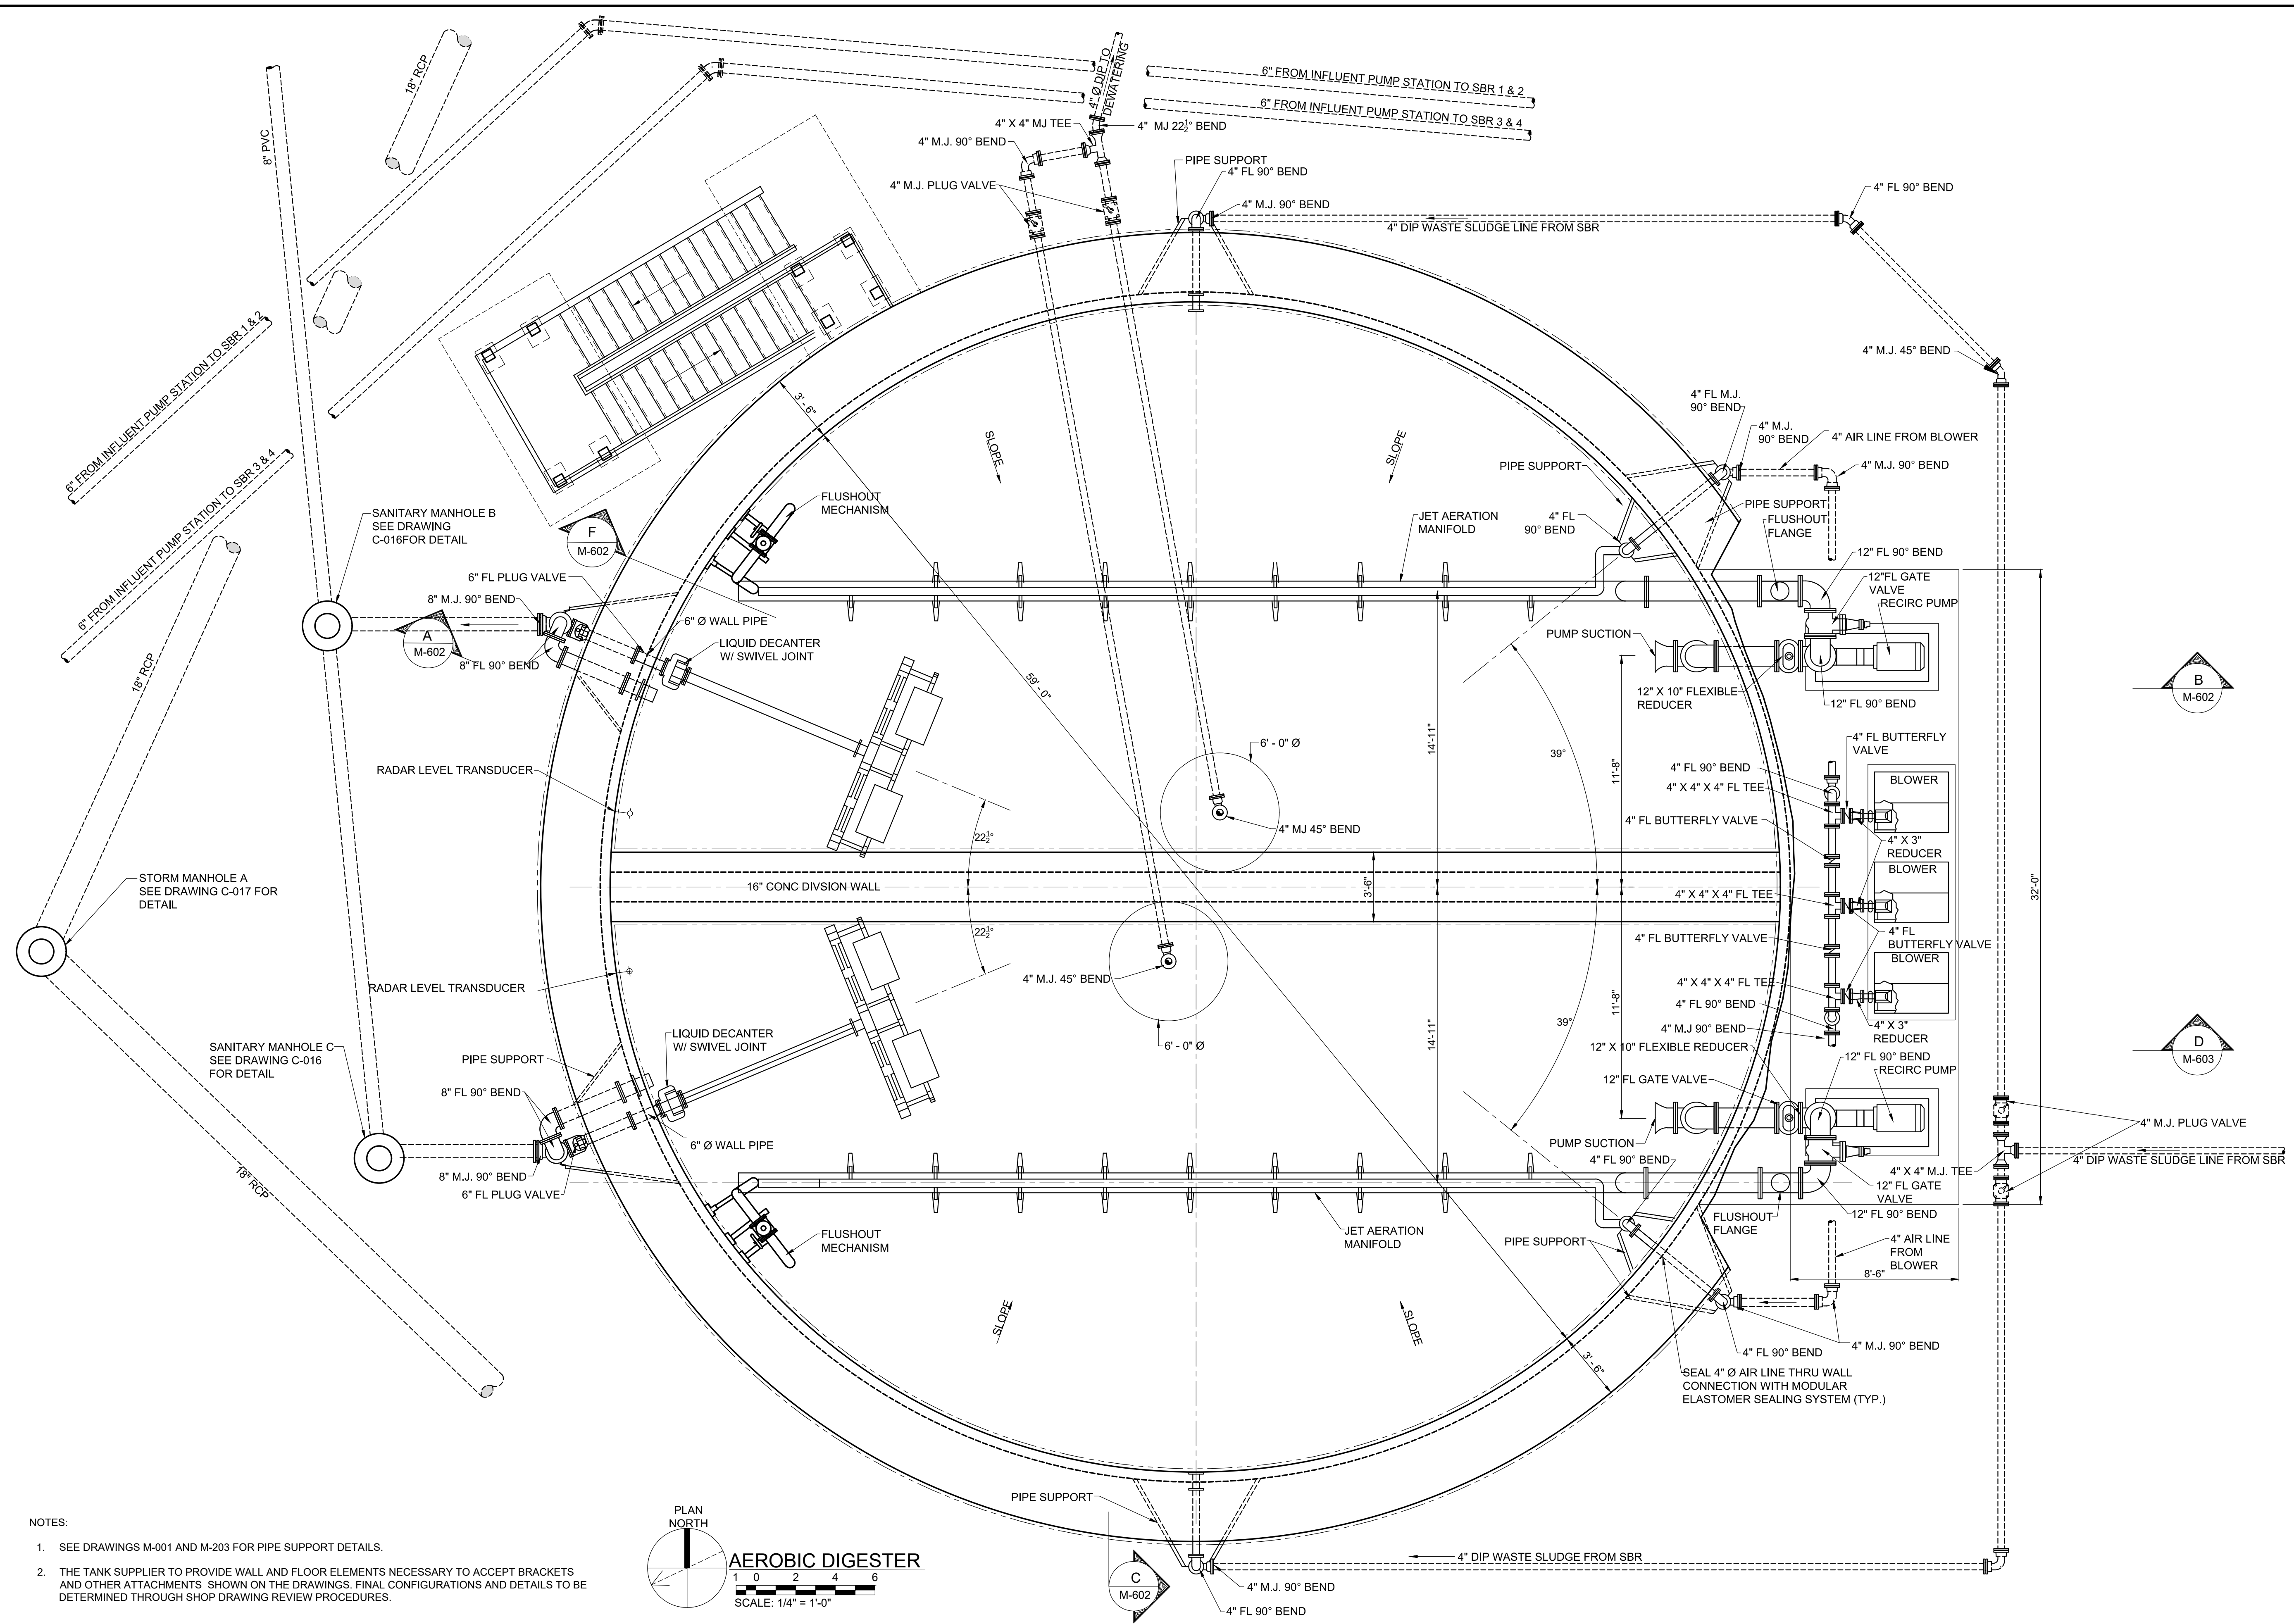 18" RCP
8" PVC
4" Ø DIP TO
DEWATERING
6" FROM INFLUENT PUMP STATION TO SBR 1 & 2
6" FROM INFLUENT PUMP STATION TO SBR 3 & 4
4" X 4" MJ TEE
4" MJ 22½° BEND
4" M.J. 90° BEND
4" M.J. PLUG VALVE
PIPE SUPPORT
4" FL 90° BEND
4" M.J. 90° BEND
4" DIP WASTE SLUDGE LINE FROM SBR
4" FL 90° BEND
4" M.J. 45° BEND
6" FROM INFLUENT PUMP STATION TO SBR 1 & 2
6" FROM INFLUENT PUMP STATION TO SBR 3 & 4
3' - 6"
SLOPE
SLOPE
4" FL M.J.
90° BEND
4" M.J.
90° BEND
4" AIR LINE FROM BLOWER
4" M.J. 90° BEND
PIPE SUPPORT
PIPE SUPPORT
FLUSHOUT
FLANGE
SANITARY MANHOLE B
SEE DRAWING
C-016FOR DETAIL
FLUSHOUT
MECHANISM
F
M-602
JET AERATION
MANIFOLD
4" FL
90° BEND
12" FL 90° BEND
12"FL GATE
VALVE
RECIRC PUMP
6" FL PLUG VALVE
8" M.J. 90° BEND
6" Ø WALL PIPE
A
M-602
8" FL 90° BEND
LIQUID DECANTER
W/ SWIVEL JOINT
PUMP SUCTION
12" X 10" FLEXIBLE
REDUCER
12" FL 90° BEND
B
M-602
18" RCP
59' - 0"
14'-11"
39°
11'-8"
6' - 0" Ø
4" FL BUTTERFLY
VALVE
4" FL 90° BEND
BLOWER
4" X 4" X 4" FL TEE
RADAR LEVEL TRANSDUCER
4" FL BUTTERFLY VALVE
4" MJ 45° BEND
22½°
4" X 3"
REDUCER
BLOWER
STORM MANHOLE A
SEE DRAWING C-017 FOR
DETAIL
16" CONC DIVSION WALL
3'-6"
4" X 4" X 4" FL TEE
32'-0"
22½°
4" FL
BUTTERFLY VALVE
4" FL BUTTERFLY VALVE
BLOWER
4" M.J. 45° BEND
RADAR LEVEL TRANSDUCER
4" X 4" X 4" FL TEE
4" FL 90° BEND
4" X 3"
REDUCER
4" M.J 90° BEND
39°
11'-8"
14'-11"
SANITARY MANHOLE C
SEE DRAWING C-016
FOR DETAIL
LIQUID DECANTER
W/ SWIVEL JOINT
6' - 0" Ø
12" X 10" FLEXIBLE REDUCER
12" FL 90° BEND
RECIRC PUMP
D
M-603
PIPE SUPPORT
12" FL GATE VALVE
8" FL 90° BEND
4" M.J. PLUG VALVE
6" Ø WALL PIPE
PUMP SUCTION
4" FL 90° BEND
4" X 4" M.J. TEE
4" DIP WASTE SLUDGE LINE FROM SBR
18" RCP
8" M.J. 90° BEND
6" FL PLUG VALVE
12" FL GATE
VALVE
12" FL 90° BEND
FLUSHOUT
FLANGE
FLUSHOUT
MECHANISM
JET AERATION
MANIFOLD
PIPE SUPPORT
4" AIR LINE
FROM
BLOWER
8'-6"
SLOPE
SLOPE
3' - 6"
4" FL 90° BEND
4" M.J. 90° BEND
SEAL 4" Ø AIR LINE THRU WALL
CONNECTION WITH MODULAR
ELASTOMER SEALING SYSTEM (TYP.)
PIPE SUPPORT
4" DIP WASTE SLUDGE FROM SBR
C
M-602
4" M.J. 90° BEND
4" FL 90° BEND
NOTES:
1. SEE DRAWINGS M-001 AND M-203 FOR PIPE SUPPORT DETAILS.
2. THE TANK SUPPLIER TO PROVIDE WALL AND FLOOR ELEMENTS NECESSARY TO ACCEPT BRACKETS
AND OTHER ATTACHMENTS SHOWN ON THE DRAWINGS. FINAL CONFIGURATIONS AND DETAILS TO BE
DETERMINED THROUGH SHOP DRAWING REVIEW PROCEDURES.
PLAN
NORTH
AEROBIC DIGESTER
1 0 2 4 6
SCALE: 1/4" = 1'-0"